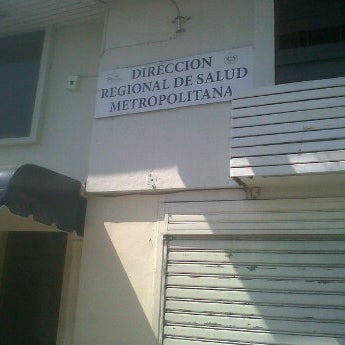 DIRECCION
REGIONAL DE SALUD
METROPOLITANA